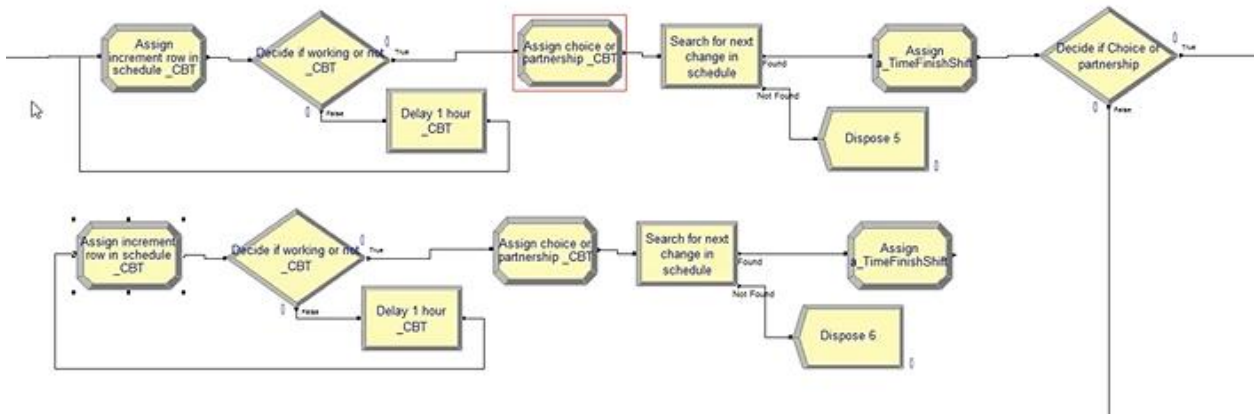 Assign
increment row in
schedule _CBT
Decide if working or not
_CBT
True
False
Delay 1 hour
_CBT
Assign choice or
partnership _CBT
Search for next
change in
schedule
Found
Not Found
Dispose 5
Assign
a_TimeFinishShift
Decide if Choice or
partnership
True
False
Assign increment
row in schedule
_CBT
Decide if working or not
_CBT
True
False
Delay 1 hour
_CBT
Assign choice or
partnership _CBT
Search for next
change in
schedule
Found
Not Found
Dispose 6
Assign
a_TimeFinishShift